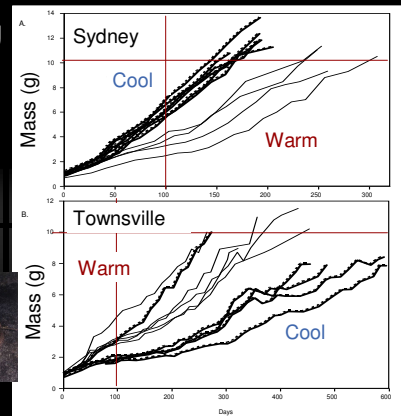 A.
Sydney
Cool
Warm
Mass (g)
14
12
10
8
6
4
2
0
0 50 100 150 200 250 300
B.
Townsville
Warm
Cool
Mass (g)
12
10
8
6
4
2
0
0 100 200 300 400 500 600
Days